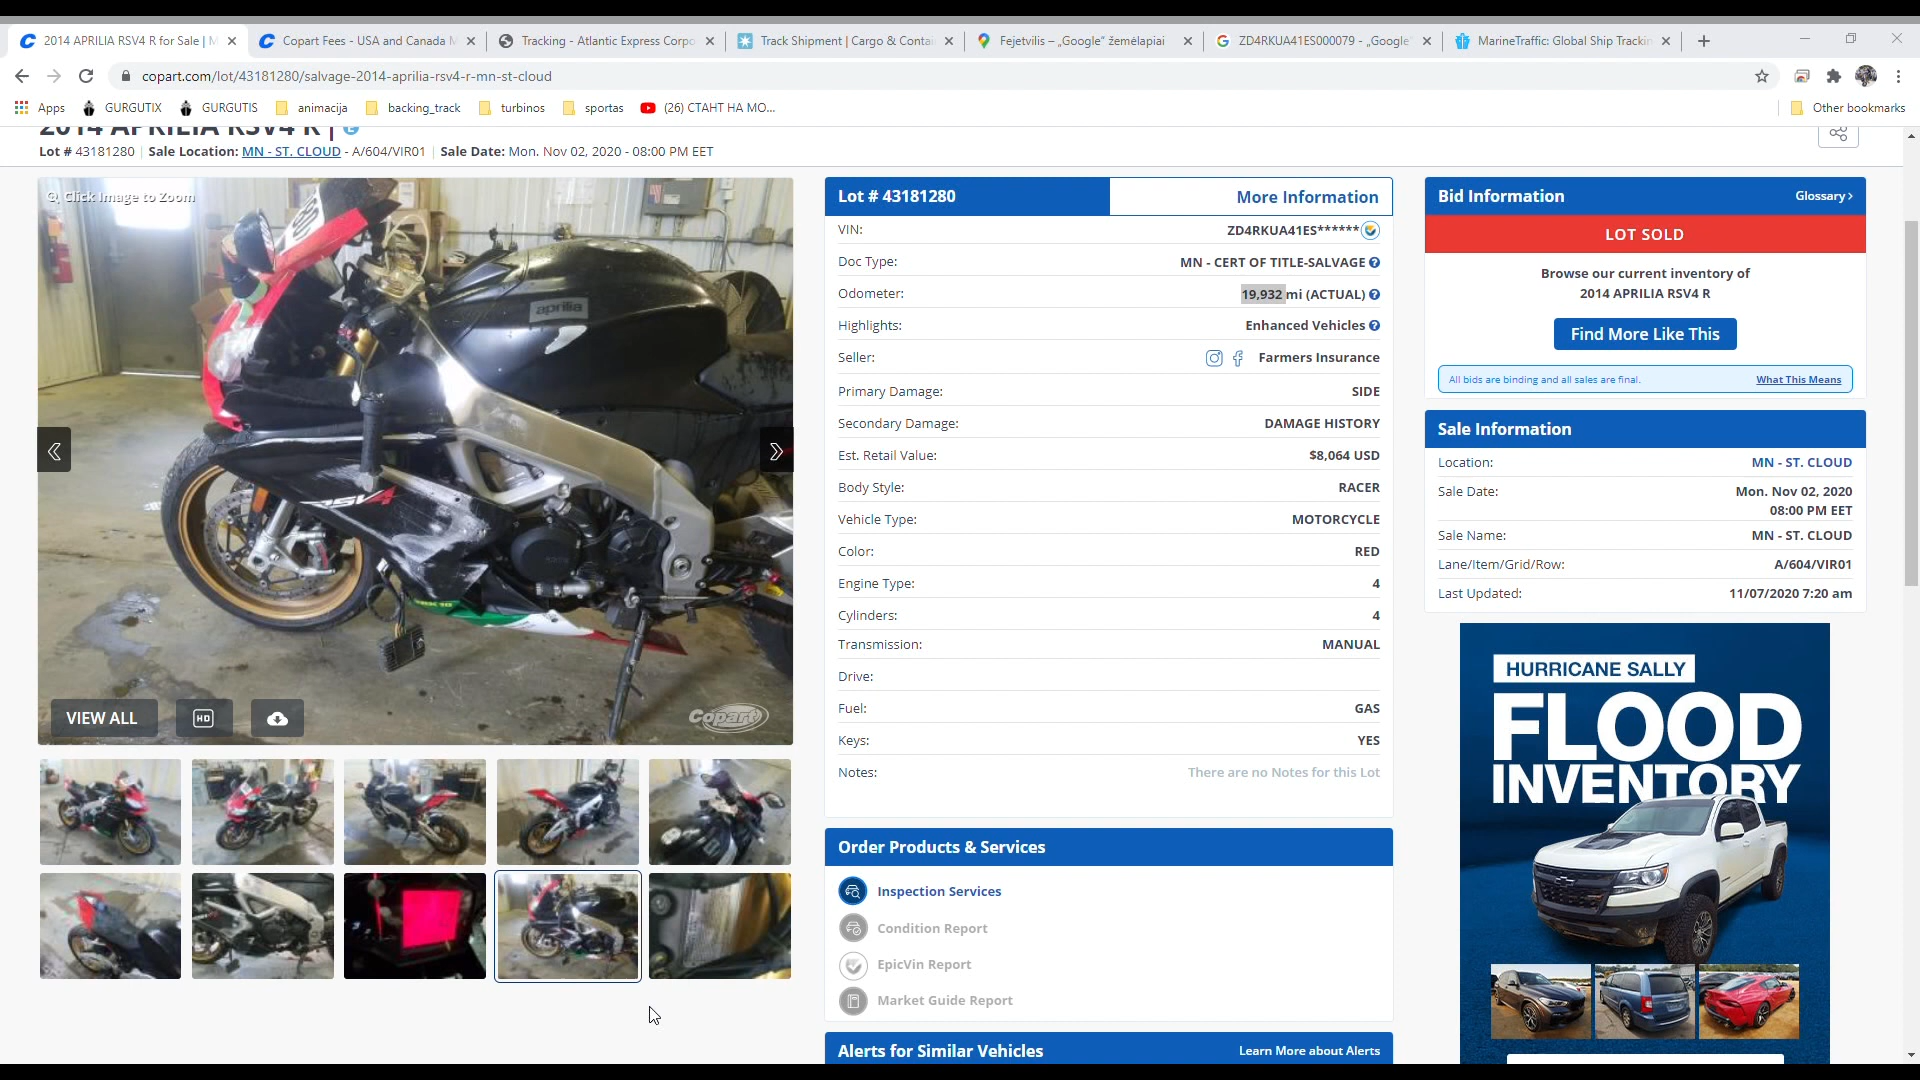 2014 APRILIA RSV4 R for Sale | M
Copart Fees - USA and Canada M
Tracking - Atlantic Express Corpo
Track Shipment | Cargo & Contai
Fejetvilis – „Google“ žemėlapiai
ZD4RKUA41ES000079 - „Google“
MarineTraffic: Global Ship Trackin
copart.com/lot/43181280/salvage-2014-aprilia-rsv4-r-mn-st-cloud
Apps
GURGUTIX
GURGUTIS
animacija
backing_track
turbinos
sportas
(26) СТАНТ НА МО...
Other bookmarks
2014 APRILIA RSV4 R |
Lot # 43181280 | Sale Location: MN - ST. CLOUD - A/604/VIR01 | Sale Date: Mon. Nov 02, 2020 - 08:00 PM EET
Click Image to Zoom
aprilia
RSV4
VIEW ALL
HD
Copart
Lot # 43181280
More Information
VIN: ZD4RKUA41ES******
Doc Type: MN - CERT OF TITLE-SALVAGE
Odometer: 19,932 mi (ACTUAL)
Highlights: Enhanced Vehicles
Seller: Farmers Insurance
Primary Damage: SIDE
Secondary Damage: DAMAGE HISTORY
Est. Retail Value: $8,064 USD
Body Style: RACER
Vehicle Type: MOTORCYCLE
Color: RED
Engine Type: 4
Cylinders: 4
Transmission: MANUAL
Drive:
Fuel: GAS
Keys: YES
Notes: There are no Notes for this Lot
Order Products & Services
Inspection Services
Condition Report
EpicVin Report
Market Guide Report
Alerts for Similar Vehicles
Learn More about Alerts
Bid Information
Glossary
LOT SOLD
Browse our current inventory of
2014 APRILIA RSV4 R
Find More Like This
All bids are binding and all sales are final.
What This Means
Sale Information
Location: MN - ST. CLOUD
Sale Date: Mon. Nov 02, 2020
08:00 PM EET
Sale Name: MN - ST. CLOUD
Lane/Item/Grid/Row: A/604/VIR01
Last Updated: 11/07/2020 7:20 am
HURRICANE SALLY
FLOOD
INVENTORY